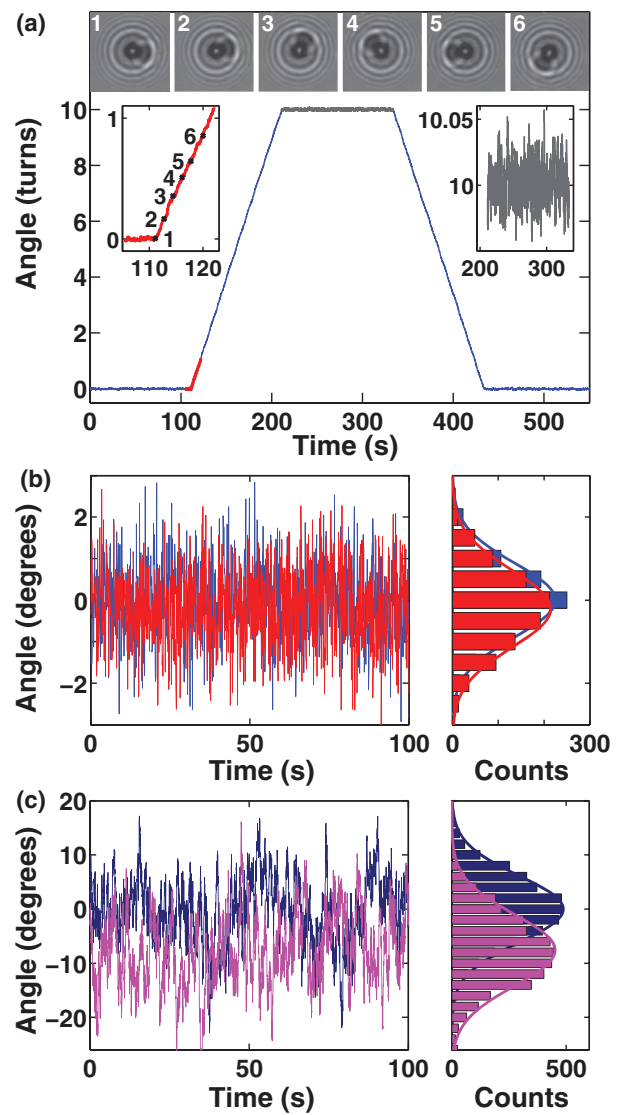 (a)
1 2 3 4 5 6
Angle (turns)
10
8
6
4
2
0
1
0
110 120
1 2 3 4 5 6
10.05
10
200 300
0 100 200 300 400 500
Time (s)
(b)
Angle (degrees)
2
0
−2
0 50 100
Time (s)
0 300
Counts
(c)
Angle (degrees)
20
10
0
−10
−20
0 50 100
Time (s)
0 500
Counts